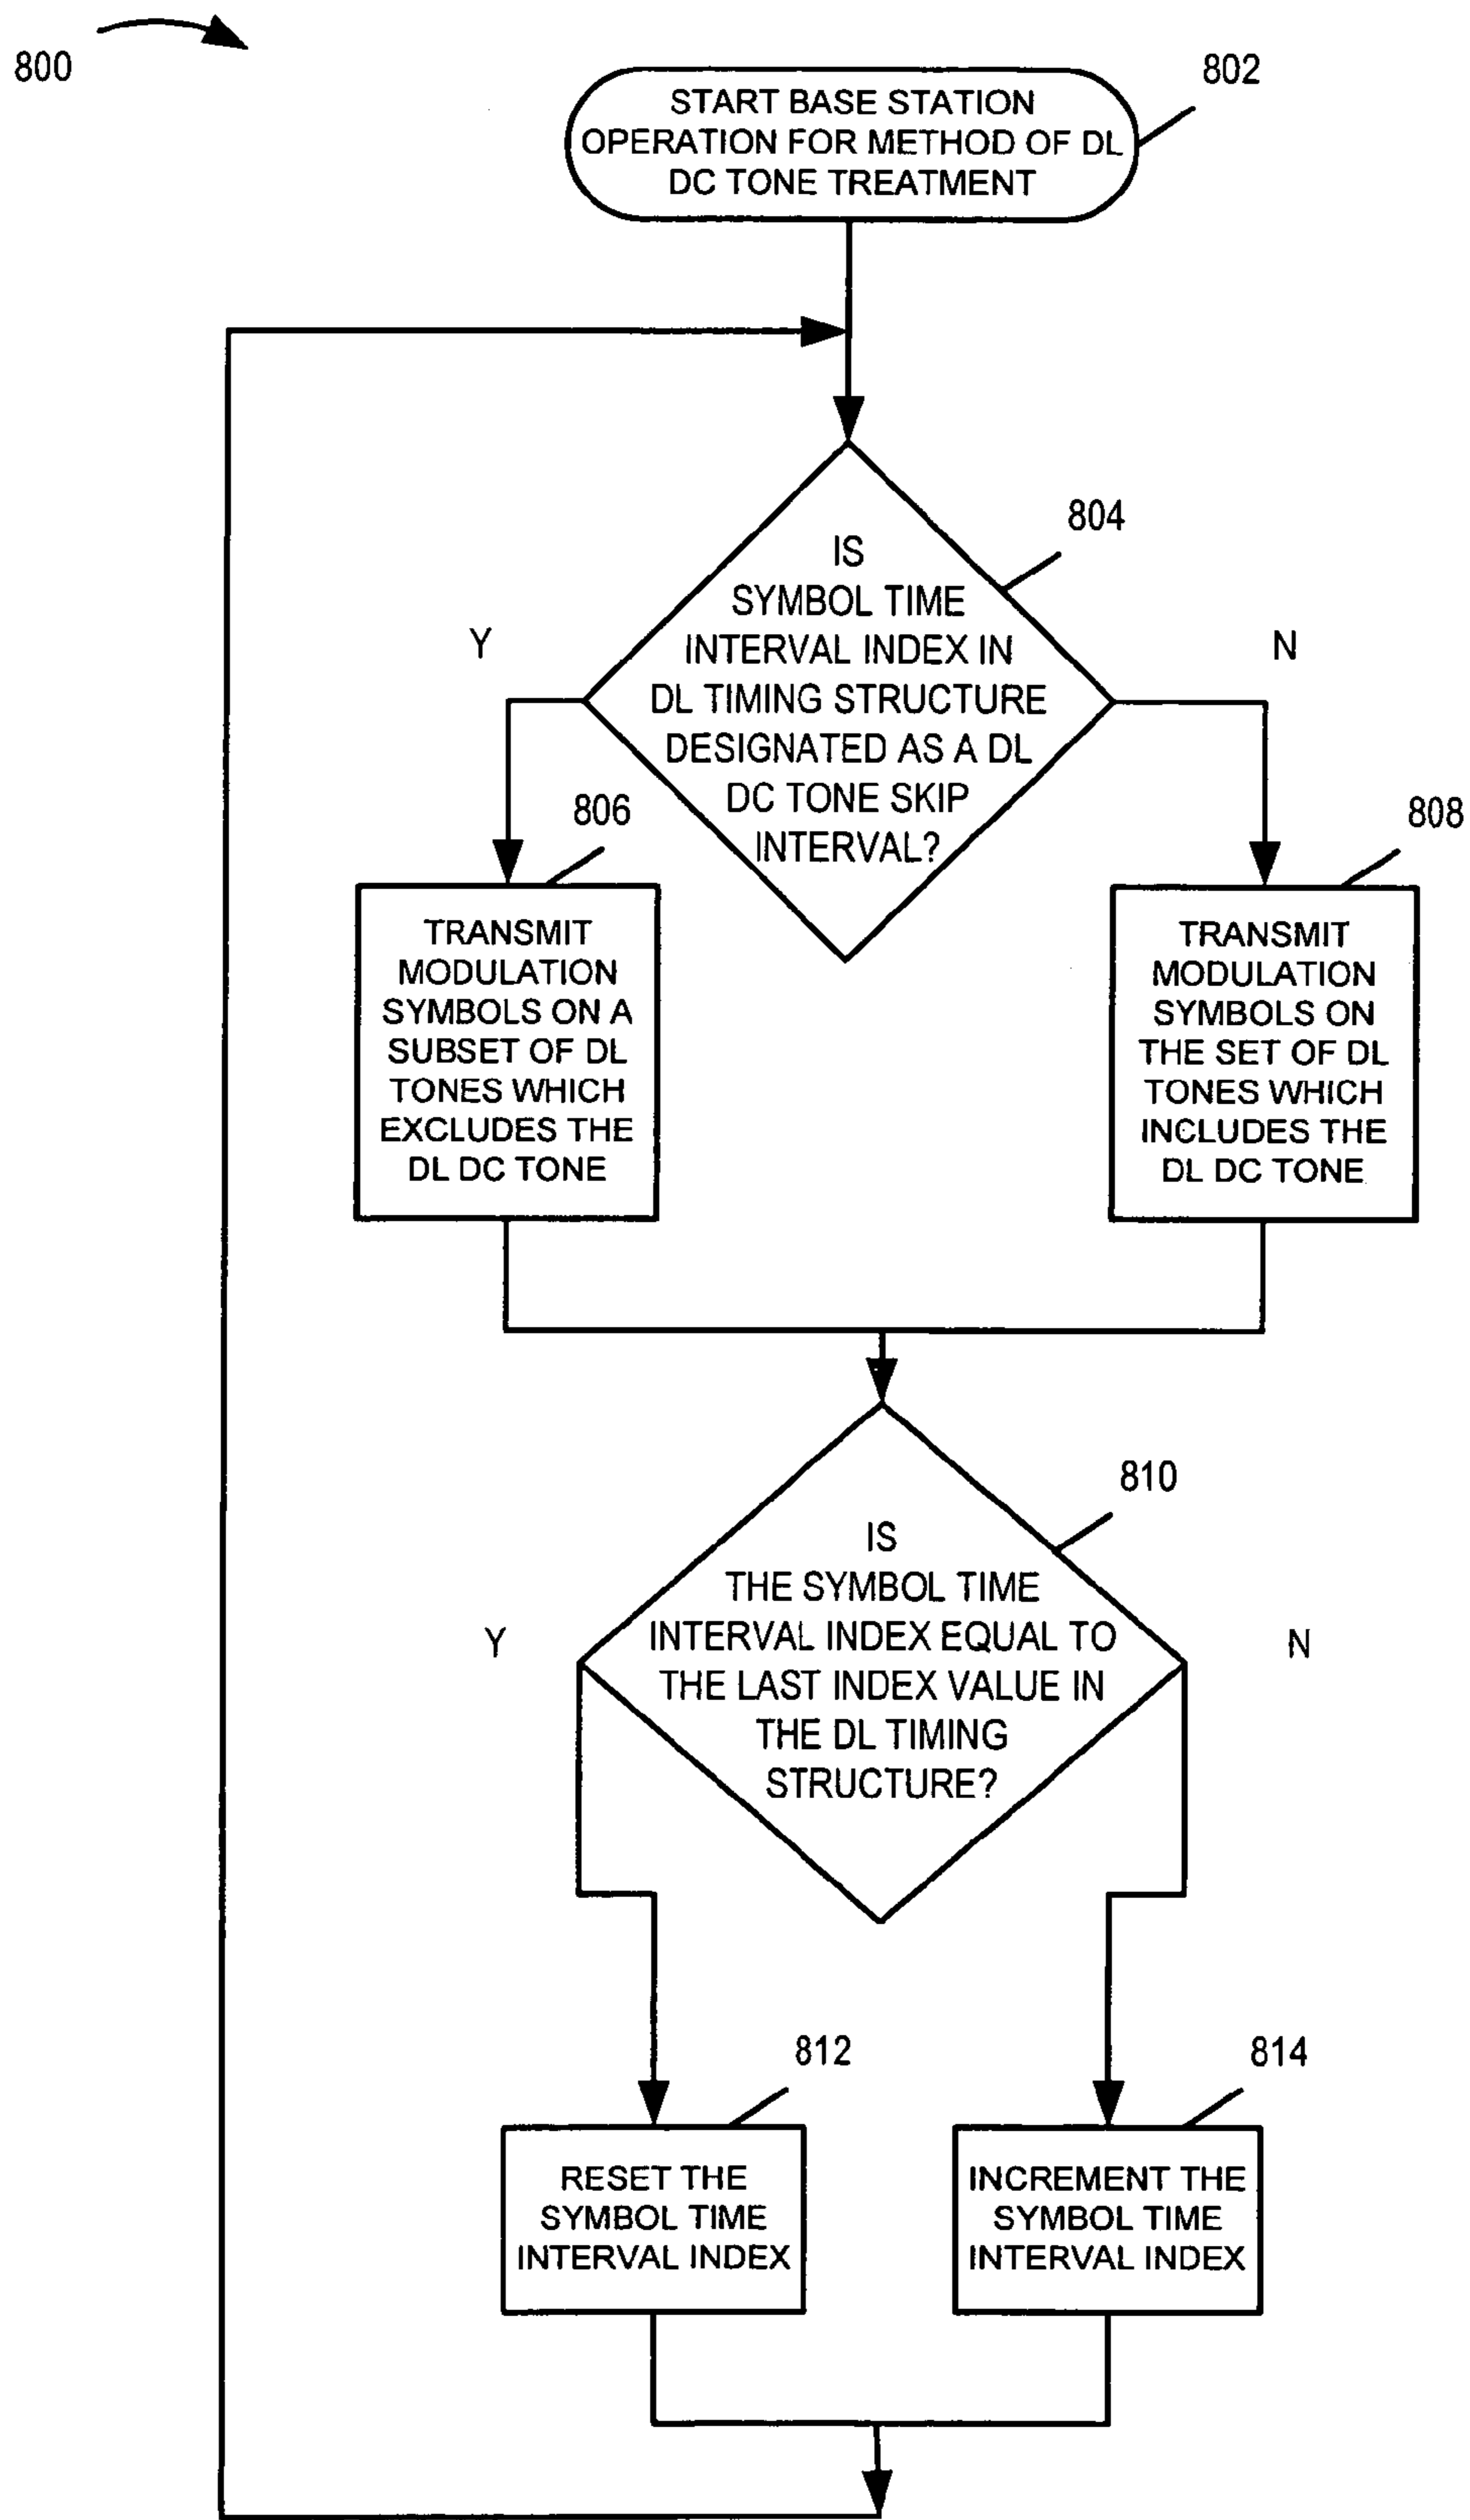 800
802
START BASE STATION
OPERATION FOR METHOD OF DL
DC TONE TREATMENT
804
IS
SYMBOL TIME
INTERVAL INDEX IN
DL TIMING STRUCTURE
DESIGNATED AS A DL
DC TONE SKIP
INTERVAL?
Y
N
806
TRANSMIT
MODULATION
SYMBOLS ON A
SUBSET OF DL
TONES WHICH
EXCLUDES THE
DL DC TONE
808
TRANSMIT
MODULATION
SYMBOLS ON
THE SET OF DL
TONES WHICH
INCLUDES THE
DL DC TONE
810
IS
THE SYMBOL TIME
INTERVAL INDEX EQUAL TO
THE LAST INDEX VALUE IN
THE DL TIMING
STRUCTURE?
Y
N
812
RESET THE
SYMBOL TIME
INTERVAL INDEX
814
INCREMENT THE
SYMBOL TIME
INTERVAL INDEX